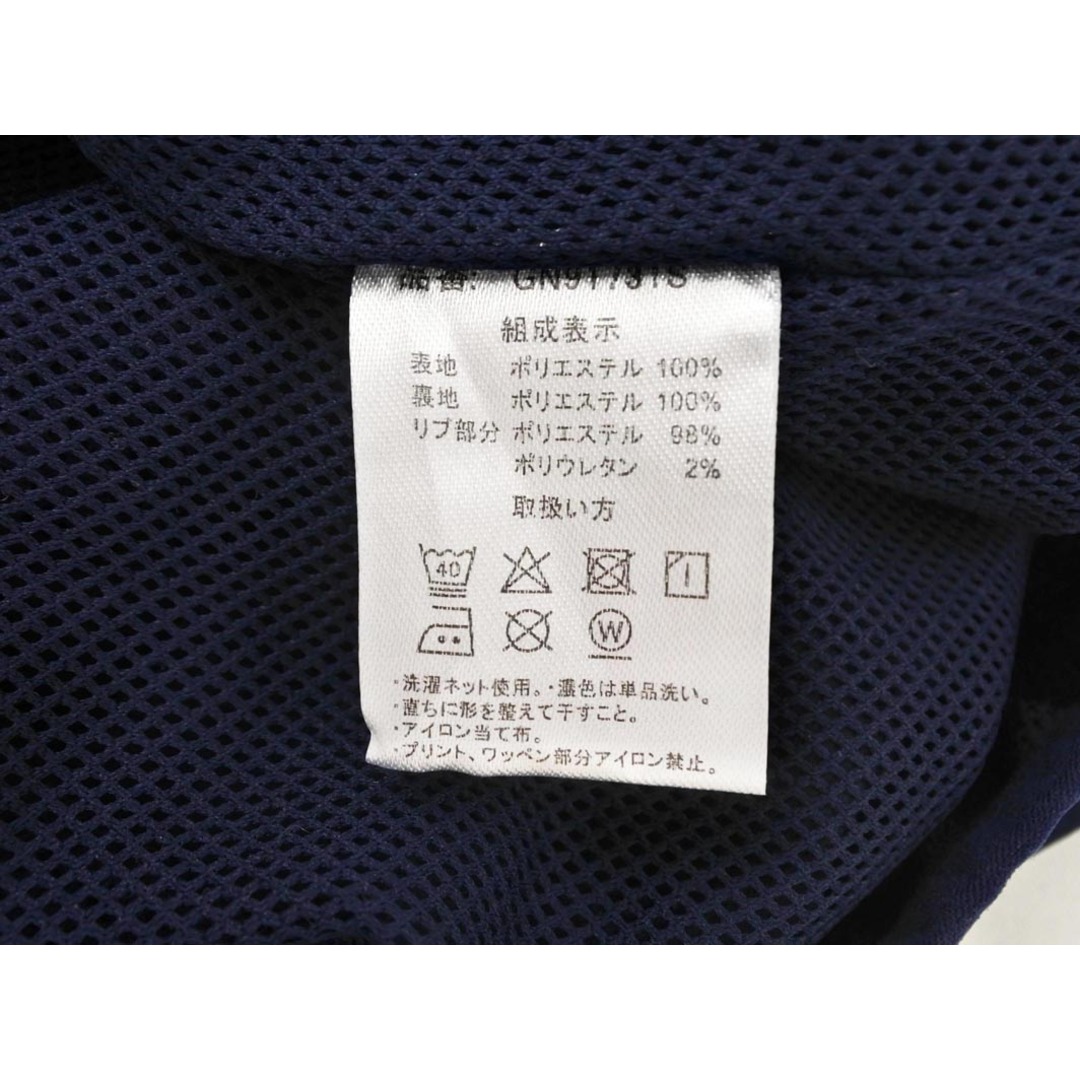 品番: GN91791S
組成表示
表地 ポリエステル 100%
裏地 ポリエステル 100%
リブ部分 ポリエステル 98%
ポリウレタン 2%
取扱い方
40
W
・洗濯ネット使用。・濃色は単品洗い。
・直ちに形を整えて干すこと。
・アイロン当て布。
・プリント、ワッペン部分アイロン禁止。